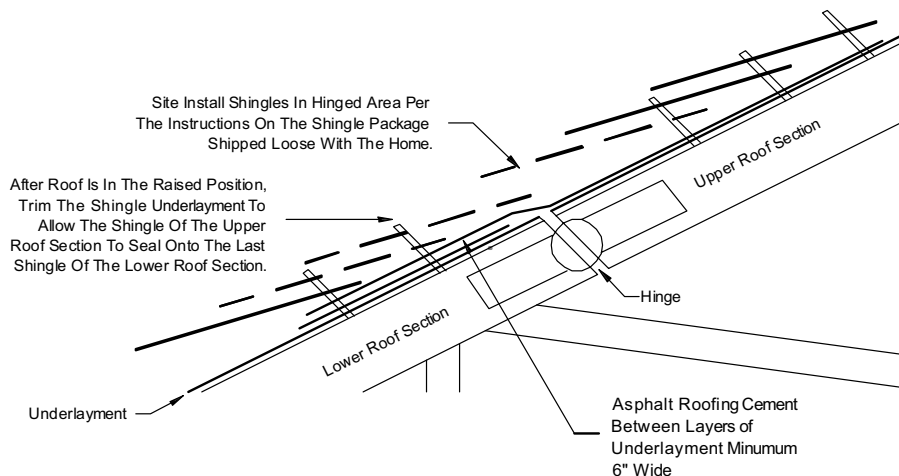 Site Install Shingles In Hinged Area Per
The Instructions On The Shingle Package
Shipped Loose With The Home.
After Roof Is In The Raised Position,
Trim The Shingle Underlayment To
Allow The Shingle Of The Upper
Roof Section To Seal Onto The Last
Shingle Of The Lower Roof Section.
Upper Roof Section
Hinge
Lower Roof Section
Underlayment
Asphalt Roofing Cement
Between Layers of
Underlayment Minumum
6" Wide